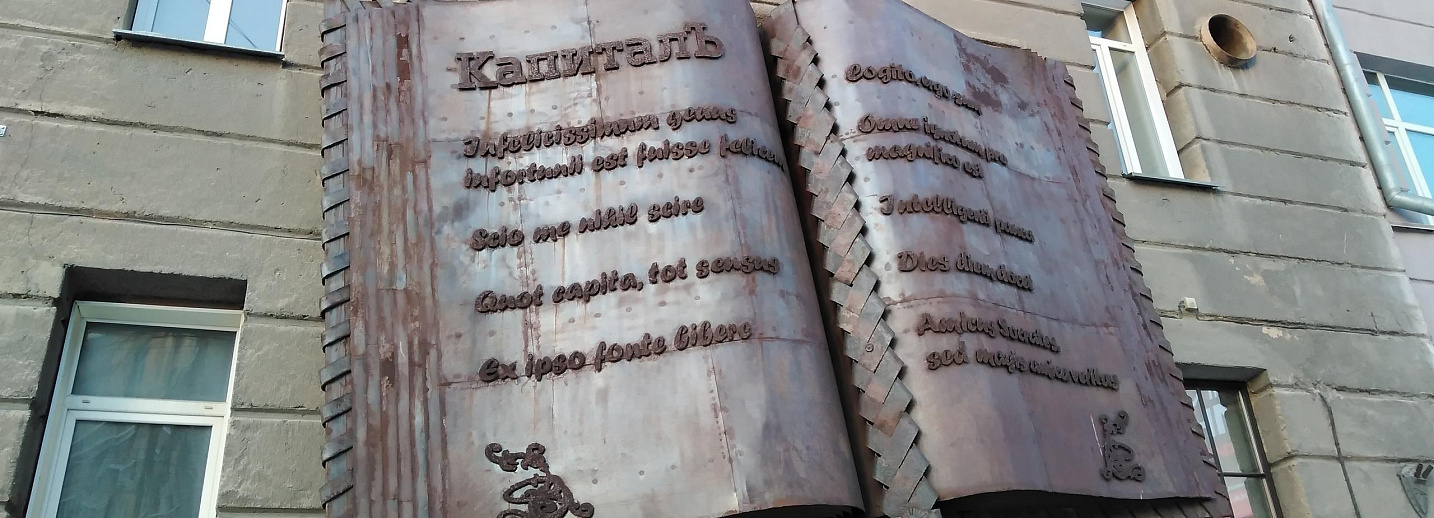 КапиталЪ
Infelicissimum genus
infortunii est fuisse felicem
Scio me nihil scire
Quot capita, tot sensus
Ex ipso fonte bibere
Cogito, ergo sum
Omne ignotum pro
magnifico est
Intelligenti pauca
Dies diem docet
Amicus Socrates,
sed magis amica veritas